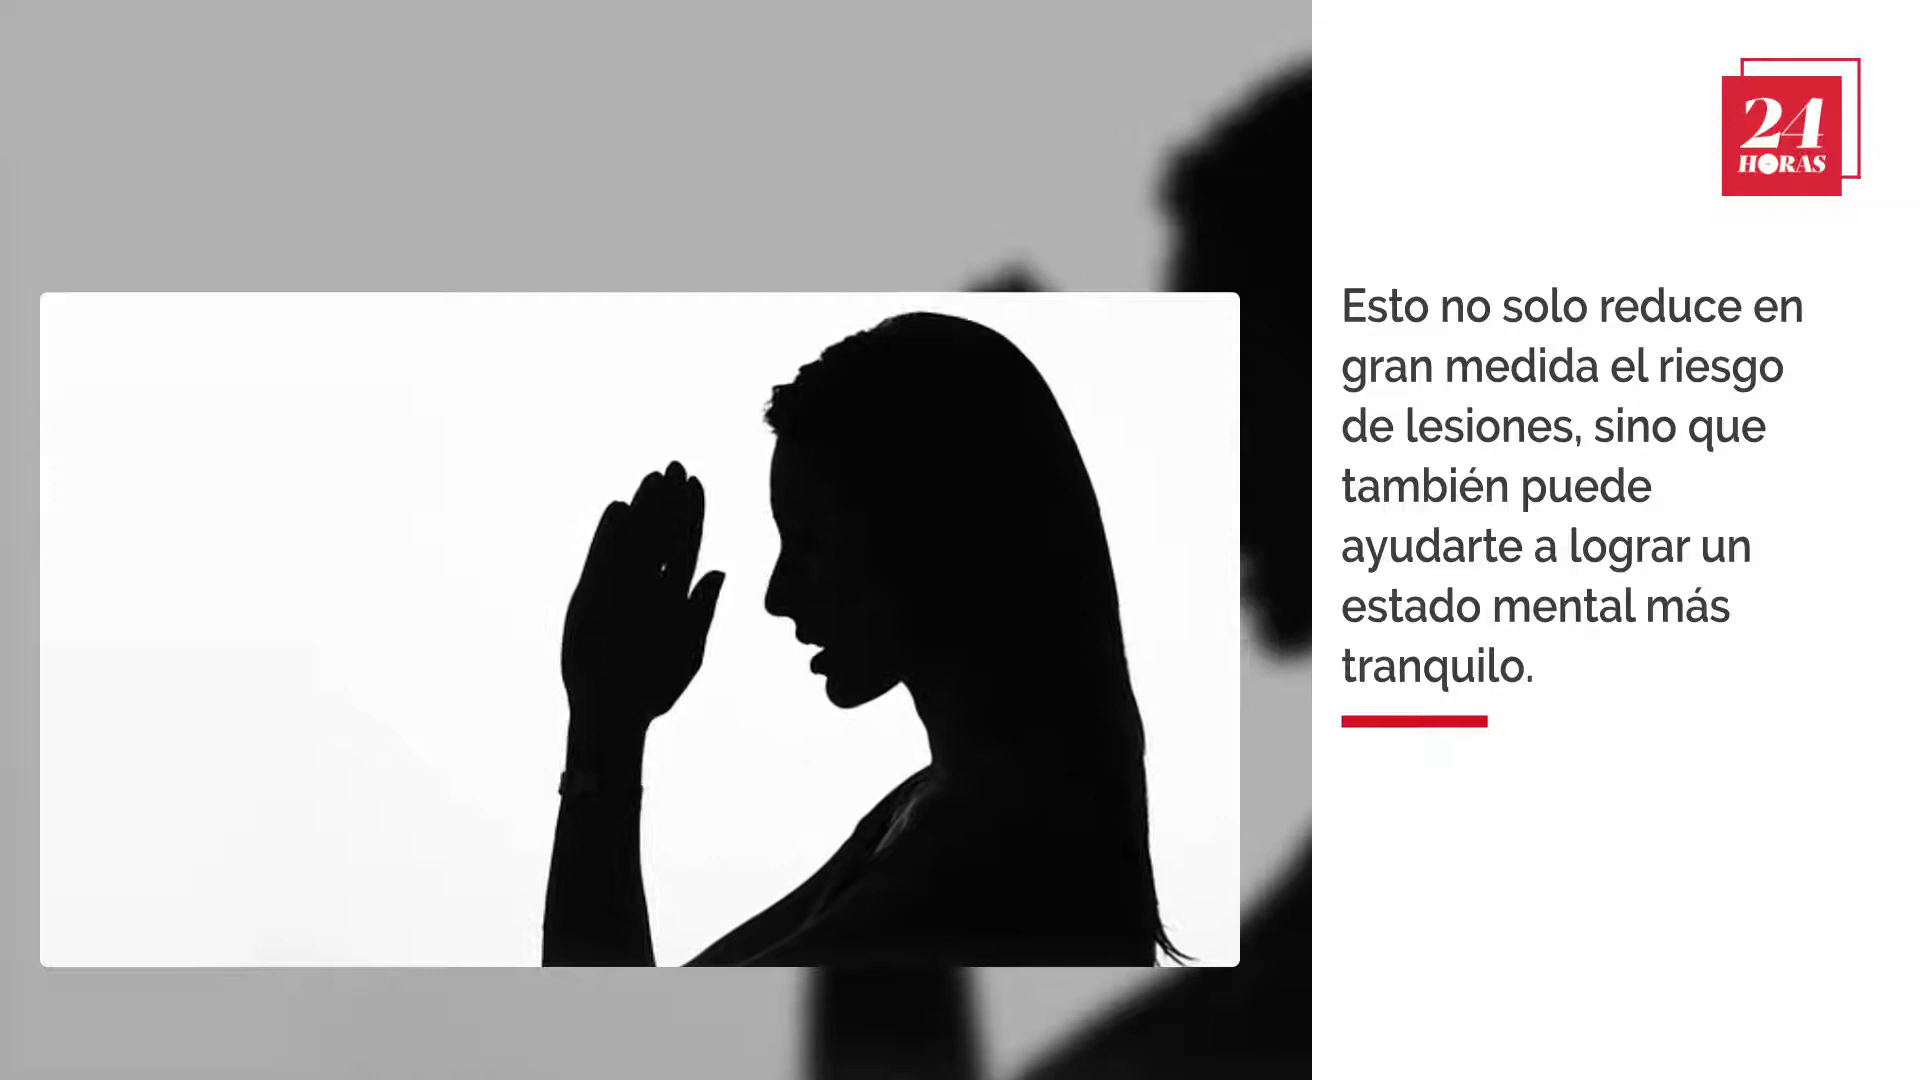 24
HORAS
Esto no solo reduce en
gran medida el riesgo
de lesiones, sino que
también puede
ayudarte a lograr un
estado mental más
tranquilo.